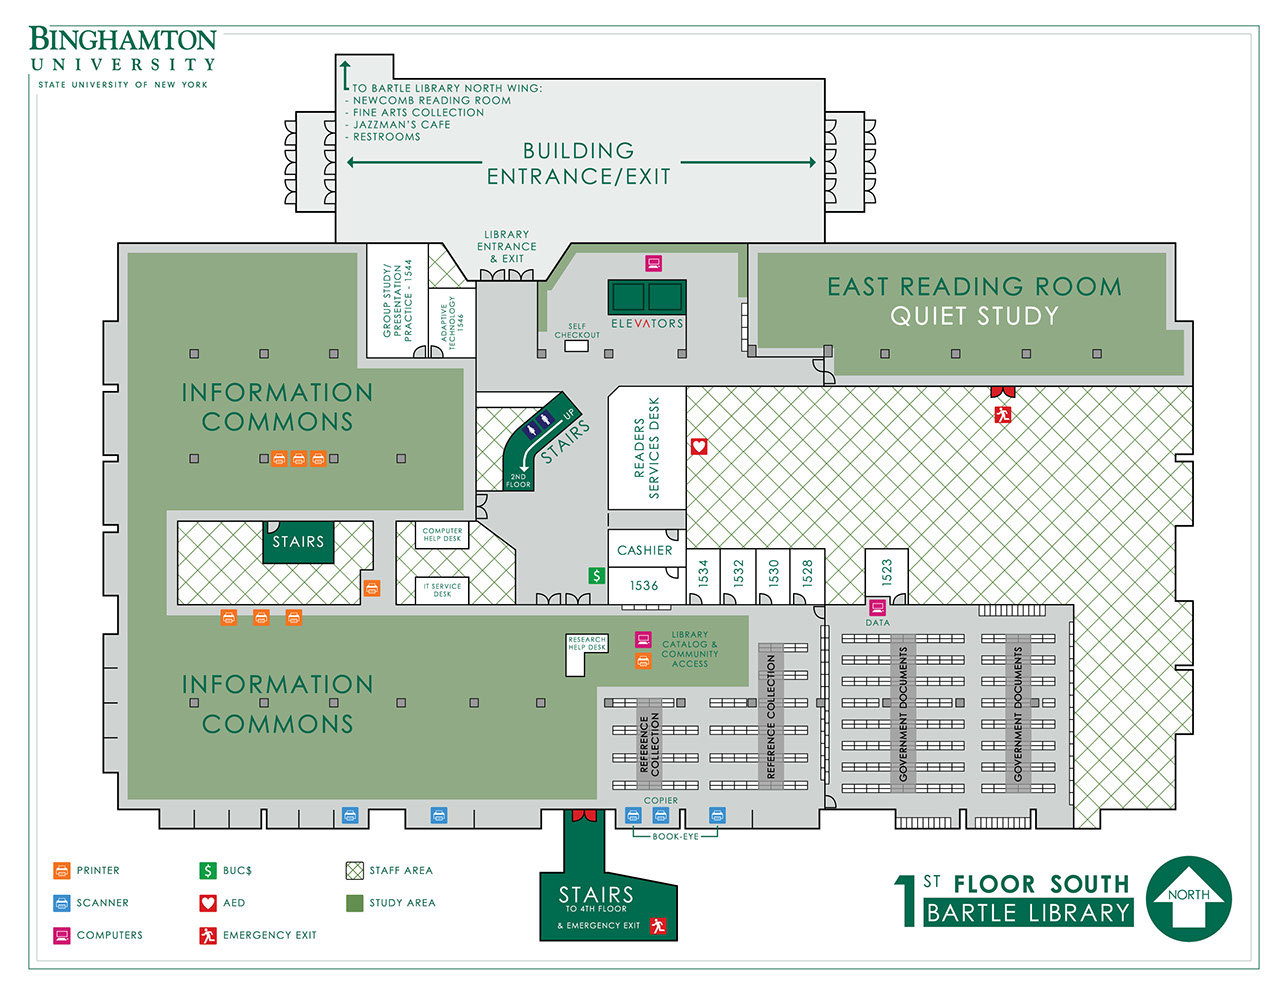 BINGHAMTON
UNIVERSITY
STATE UNIVERSITY OF NEW YORK
TO BARTLE LIBRARY NORTH WING:
- NEWCOMB READING ROOM
- FINE ARTS COLLECTION
- JAZZMAN'S CAFE
- RESTROOMS
BUILDING
ENTRANCE/EXIT
LIBRARY
ENTRANCE
& EXIT
GROUP STUDY/
PRESENTATION
PRACTICE - 1544
ADAPTIVE
TECHNOLOGY
1546
SELF
CHECKOUT
ELEVATORS
EAST READING ROOM
QUIET STUDY
INFORMATION
COMMONS
UP
STAIRS
2ND
FLOOR
READERS
SERVICES DESK
STAIRS
COMPUTER
HELP DESK
IT SERVICE
DESK
CASHIER
1536
$
1534
1532
1530
1528
1523
DATA
RESEARCH
HELP DESK
LIBRARY
CATALOG &
COMMUNITY
ACCESS
INFORMATION
COMMONS
REFERENCE
COLLECTION
REFERENCE COLLECTION
GOVERNMENT DOCUMENTS
GOVERNMENT DOCUMENTS
COPIER
BOOK-EYE
STAIRS
TO 4TH FLOOR
& EMERGENCY EXIT
PRINTER
SCANNER
COMPUTERS
$ BUC$
AED
EMERGENCY EXIT
STAFF AREA
STUDY AREA
1ST FLOOR SOUTH
BARTLE LIBRARY
NORTH